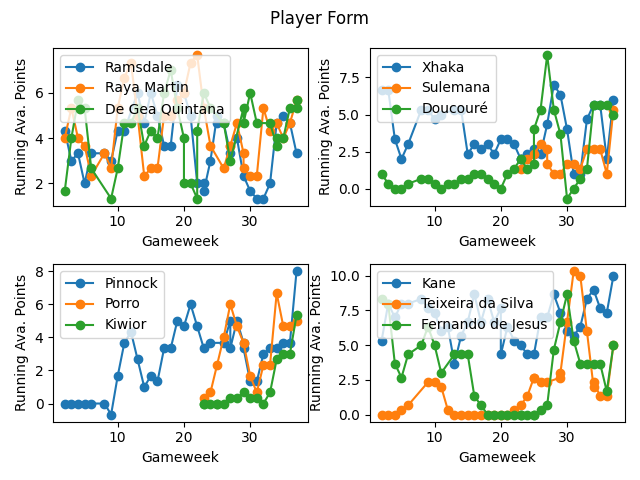 Player Form
Running Ava. Points
6
4
2
10
20
30
Gameweek
Ramsdale
Raya Martin
De Gea Quintana
Running Ava. Points
7.5
5.0
2.5
0.0
10
20
30
Gameweek
Xhaka
Sulemana
Doucouré
Running Ava. Points
8
6
4
2
0
10
20
30
Gameweek
Pinnock
Porro
Kiwior
Running Ava. Points
10.0
7.5
5.0
2.5
0.0
10
20
30
Gameweek
Kane
Teixeira da Silva
Fernando de Jesus